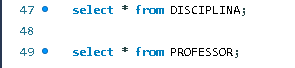 47 select * from DISCIPLINA;
48
49 select * from PROFESSOR;